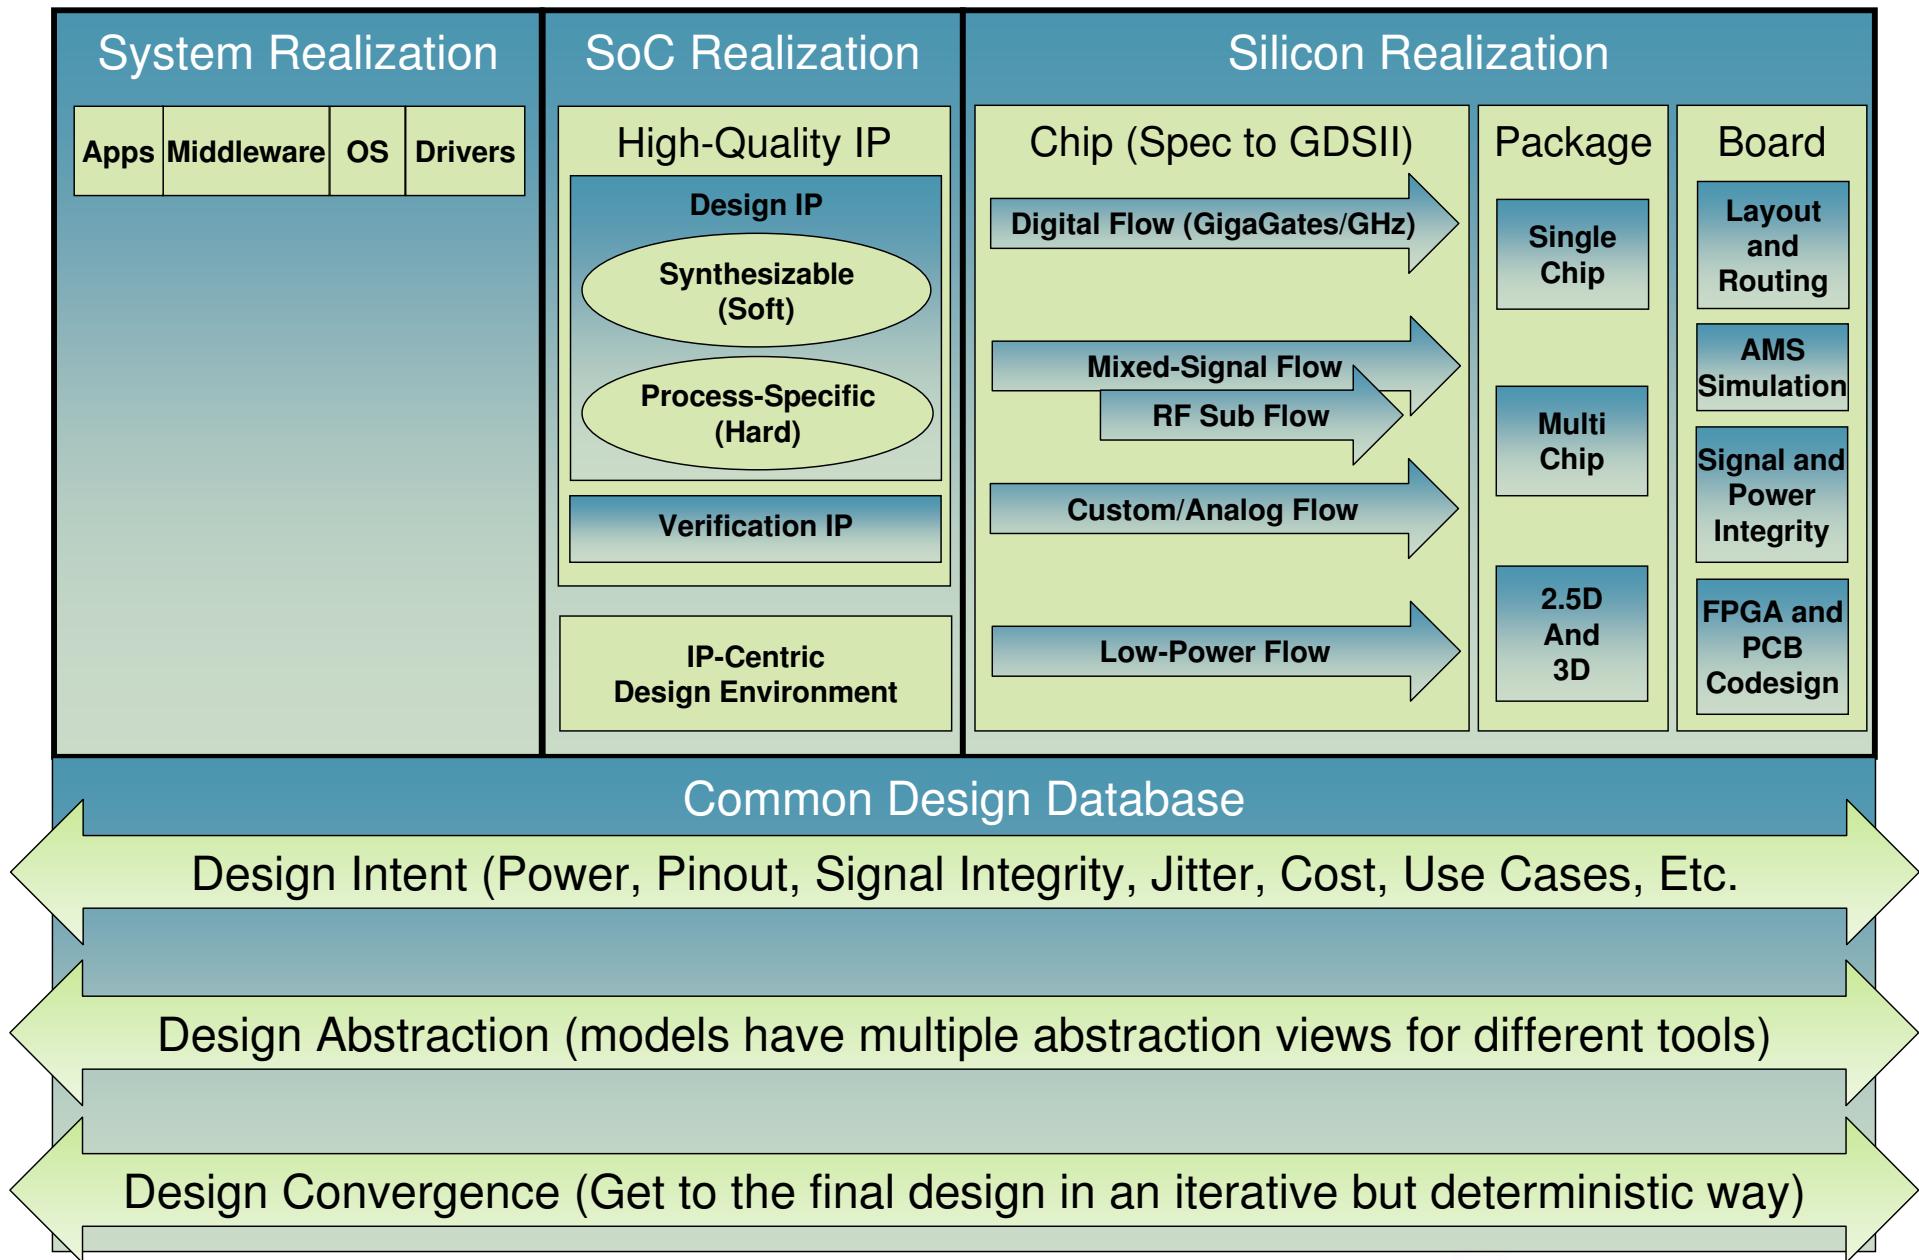 System Realization
Apps
Middleware
OS
Drivers
SoC Realization
High-Quality IP
Design IP
Synthesizable
(Soft)
Process-Specific
(Hard)
Verification IP
IP-Centric
Design Environment
Silicon Realization
Chip (Spec to GDSII)
Digital Flow (GigaGates/GHz)
Mixed-Signal Flow
RF Sub Flow
Custom/Analog Flow
Low-Power Flow
Package
Single
Chip
Multi
Chip
2.5D
And
3D
Board
Layout
and
Routing
AMS
Simulation
Signal and
Power
Integrity
FPGA and
PCB
Codesign
Common Design Database
Design Intent (Power, Pinout, Signal Integrity, Jitter, Cost, Use Cases, Etc.
Design Abstraction (models have multiple abstraction views for different tools)
Design Convergence (Get to the final design in an iterative but deterministic way)